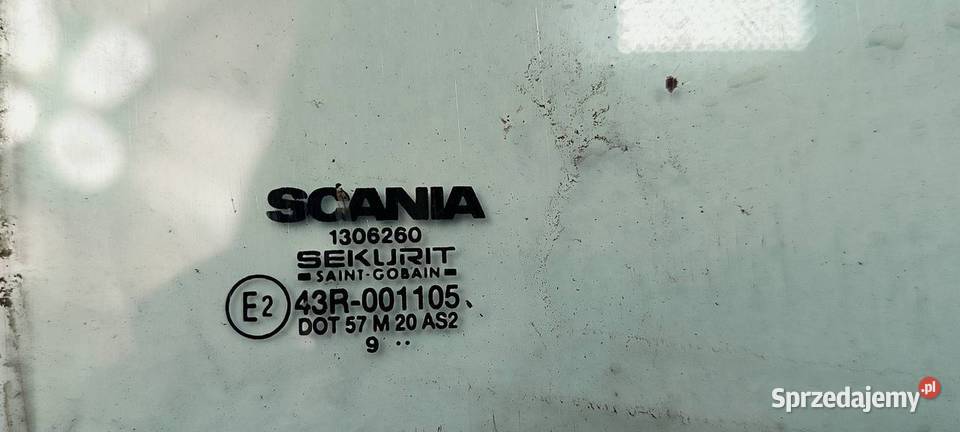 SCANIA
1306260
SEKURIT
SAINT-GOBAIN
E2 43R-001105
DOT 57 M 20 AS2
9 ..
Sprzedajemy.pl